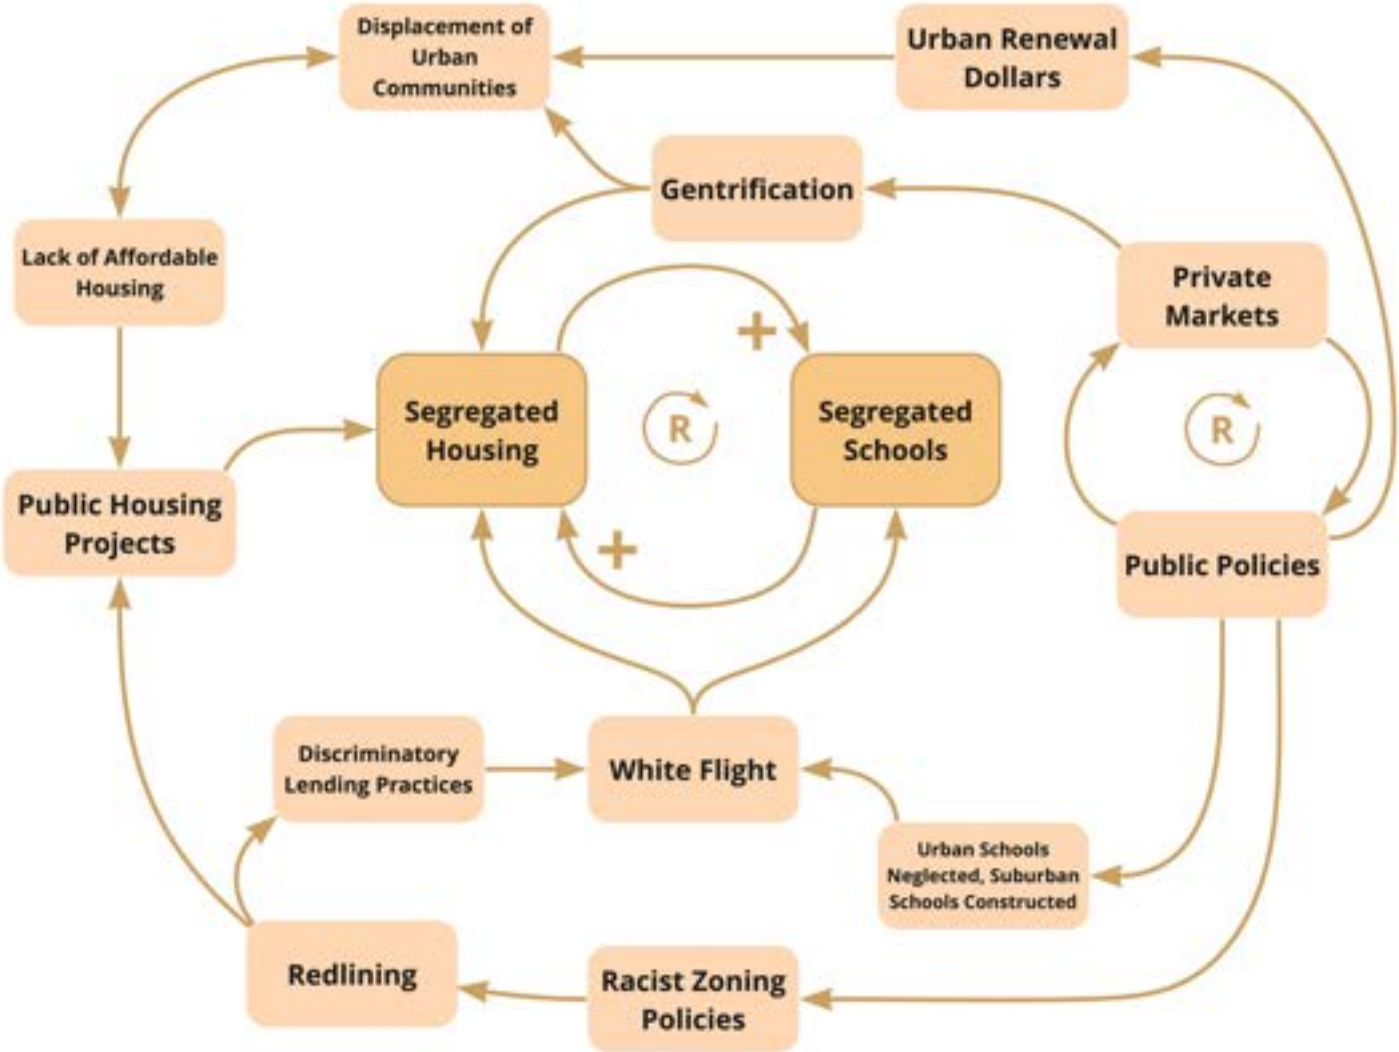 Displacement of
Urban
Communities
Urban Renewal
Dollars
Gentrification
Lack of Affordable
Housing
Private
Markets
+
Segregated
Housing
R
Segregated
Schools
R
Public Housing
Projects
+
Public Policies
Discriminatory
Lending Practices
White Flight
Urban Schools
Neglected, Suburban
Schools Constructed
Redlining
Racist Zoning
Policies